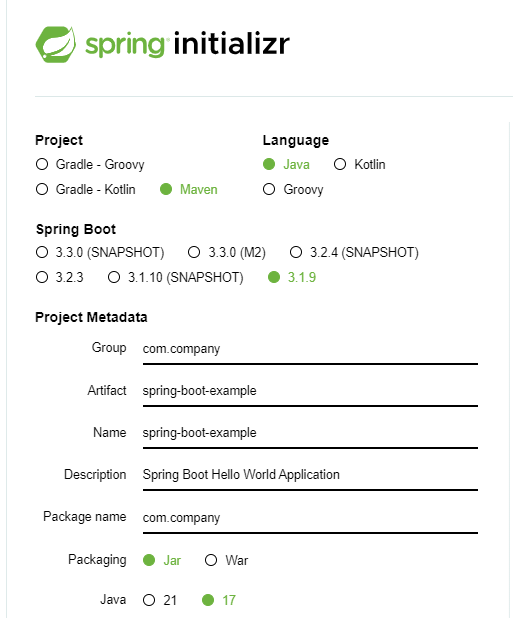 spring initializr
Project Language
Gradle - Groovy Java Kotlin
Gradle - Kotlin Maven Groovy
Spring Boot
3.3.0 (SNAPSHOT) 3.3.0 (M2) 3.2.4 (SNAPSHOT)
3.2.3 3.1.10 (SNAPSHOT) 3.1.9
Project Metadata
Group com.company
Artifact spring-boot-example
Name spring-boot-example
Description Spring Boot Hello World Application
Package name com.company
Packaging Jar War
Java 21 17